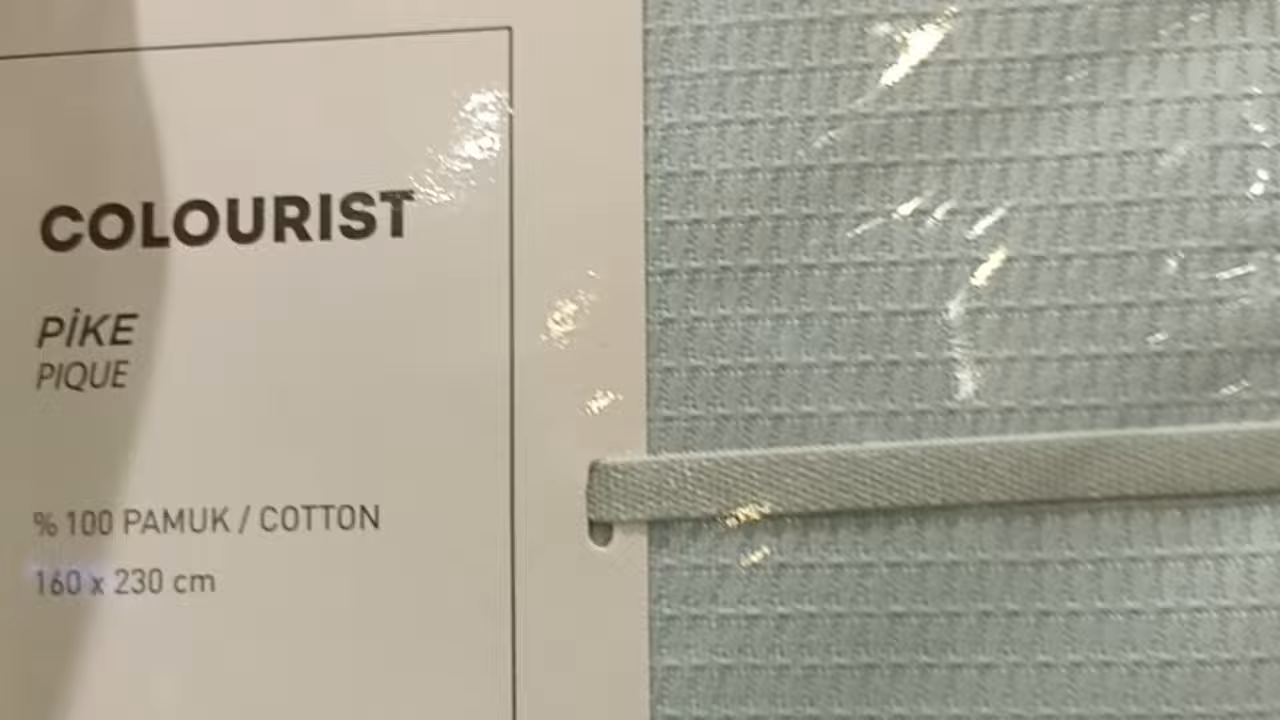 COLOURIST
PİKE
PIQUE
% 100 PAMUK / COTTON
160 x 230 cm